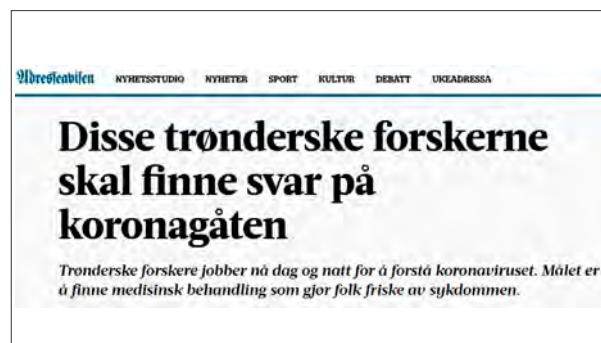 Adresseavisen NYHETSSTUDIO NYHETER SPORT KULTUR DEBATT UKEADRESSA
Disse trønderske forskerne
skal finne svar på
koronagåten
Trønderske forskere jobber nå dag og natt for å forstå koronaviruset. Målet er
å finne medisinsk behandling som gjør folk friske av sykdommen.